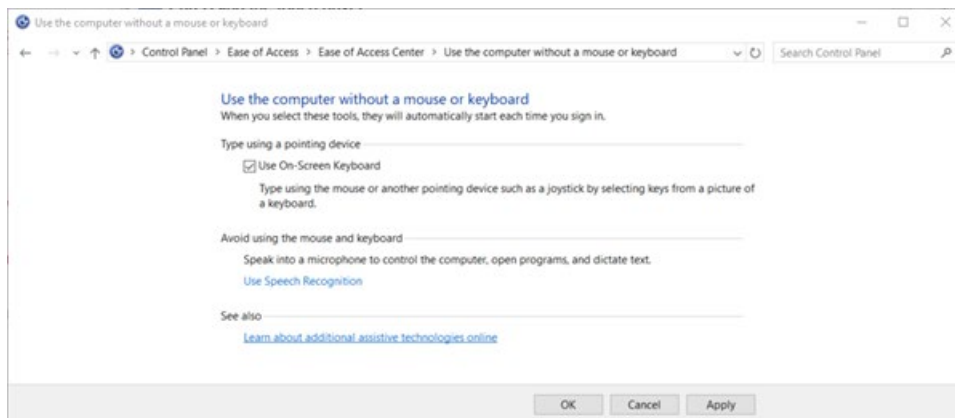 Use the computer without a mouse or keyboard
Control Panel > Ease of Access > Ease of Access Center > Use the computer without a mouse or keyboard
Search Control Panel
Use the computer without a mouse or keyboard
When you select these tools, they will automatically start each time you sign in.
Type using a pointing device
Use On-Screen Keyboard
Type using the mouse or another pointing device such as a joystick by selecting keys from a picture of
a keyboard.
Avoid using the mouse and keyboard
Speak into a microphone to control the computer, open programs, and dictate text.
Use Speech Recognition
See also
Learn about additional assistive technologies online
OK Cancel Apply